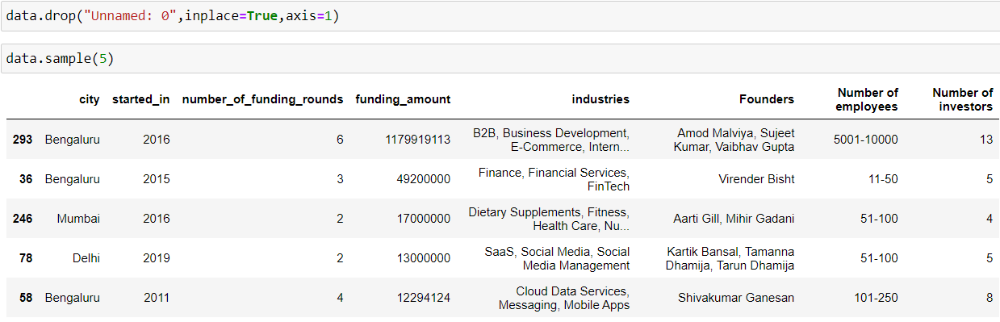 data.drop("Unnamed: 0",inplace=True,axis=1)
data.sample(5)
city started_in number_of_funding_rounds funding_amount industries Founders Number of employees Number of investors
293 Bengaluru 2016 6 1179919113 B2B, Business Development, E-Commerce, Intern... Amod Malviya, Sujeet Kumar, Vaibhav Gupta 5001-10000 13
36 Bengaluru 2015 3 49200000 Finance, Financial Services, FinTech Virender Bisht 11-50 5
246 Mumbai 2016 2 17000000 Dietary Supplements, Fitness, Health Care, Nu... Aarti Gill, Mihir Gadani 51-100 4
78 Delhi 2019 2 13000000 SaaS, Social Media, Social Media Management Kartik Bansal, Tamanna Dhamija, Tarun Dhamija 51-100 5
58 Bengaluru 2011 4 12294124 Cloud Data Services, Messaging, Mobile Apps Shivakumar Ganesan 101-250 8